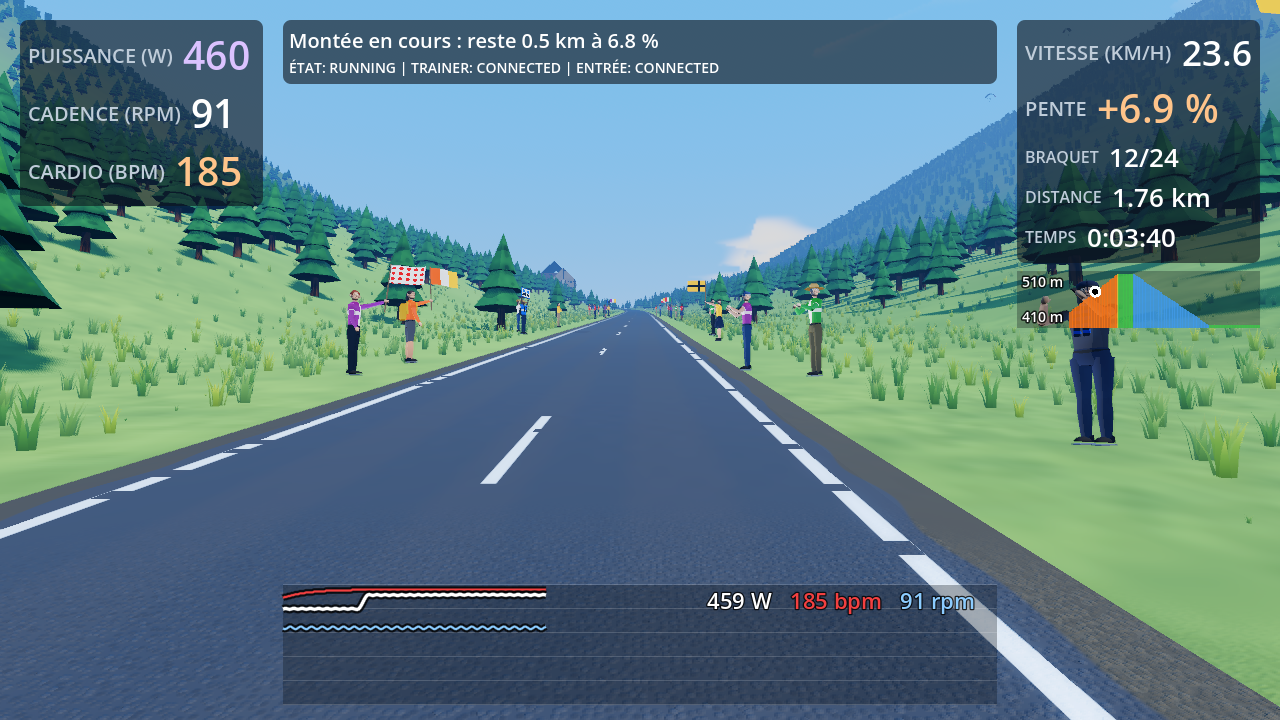 PUISSANCE (W) 460
CADENCE (RPM) 91
CARDIO (BPM) 185
Montée en cours : reste 0.5 km à 6.8 %
ÉTAT: RUNNING | TRAINER: CONNECTED | ENTRÉE: CONNECTED
VITESSE (KM/H) 23.6
PENTE +6.9 %
BRAQUET 12/24
DISTANCE 1.76 km
TEMPS 0:03:40
510 m
410 m
459 W 185 bpm 91 rpm